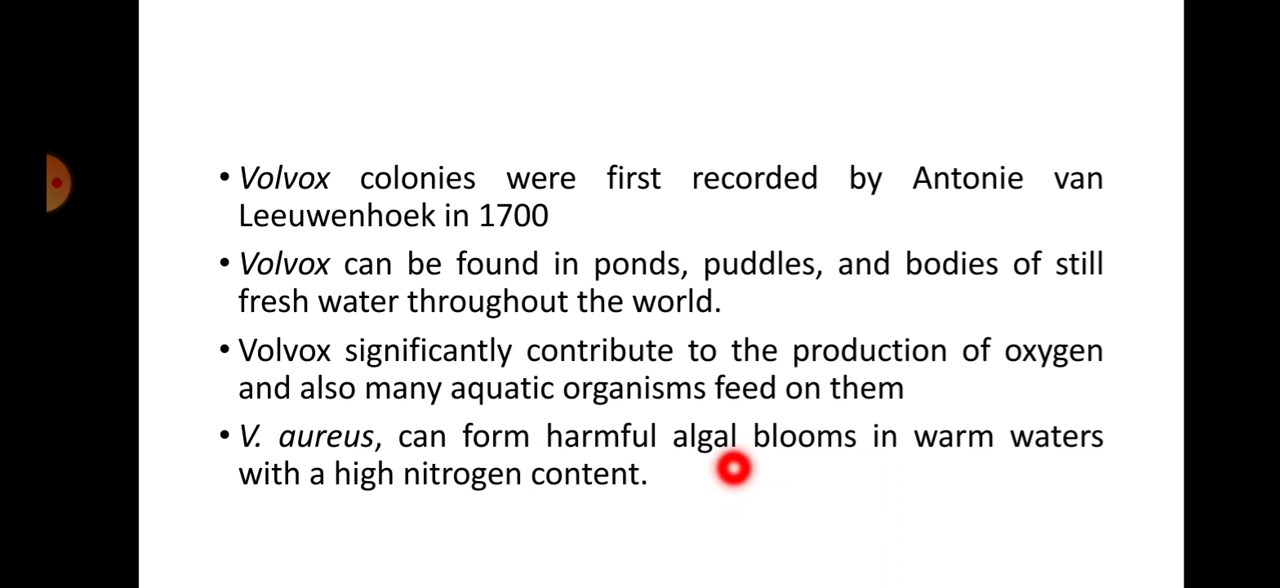 • Volvox colonies were first recorded by Antonie van
Leeuwenhoek in 1700
• Volvox can be found in ponds, puddles, and bodies of still
fresh water throughout the world.
• Volvox significantly contribute to the production of oxygen
and also many aquatic organisms feed on them
• V. aureus, can form harmful algal blooms in warm waters
with a high nitrogen content.